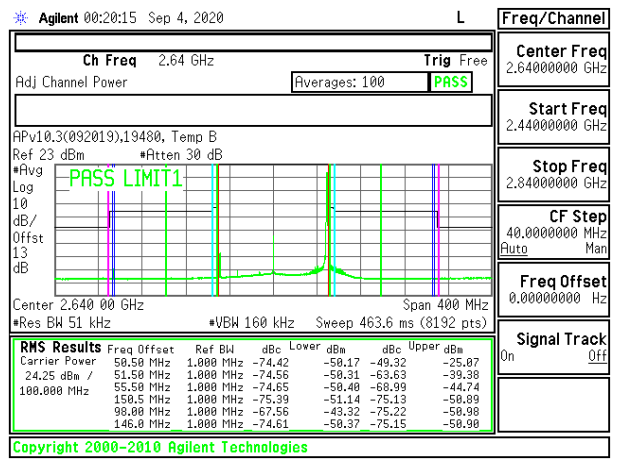 Agilent 00:20:15 Sep 4, 2020 L
Ch Freq 2.64 GHz Trig Free
Adj Channel Power Averages: 100 PASS
APv10.3(092019),19480, Temp B
Ref 23 dBm #Atten 30 dB
#Avg
Log
10
dB/
Offst
13
dB
PASS LIMIT1
Center 2.640 00 GHz Span 400 MHz
#Res BW 51 kHz #VBW 160 kHz Sweep 463.6 ms (8192 pts)
RMS Results Freq Offset Ref BW dBc Lower dBm dBc Upper dBm
Carrier Power 50.50 MHz 1.000 MHz -74.42 -50.17 -49.32 -25.07
24.25 dBm / 51.50 MHz 1.000 MHz -74.56 -50.31 -63.63 -39.38
100.000 MHz 55.50 MHz 1.000 MHz -74.65 -50.40 -68.99 -44.74
150.5 MHz 1.000 MHz -75.39 -51.14 -75.13 -50.89
98.00 MHz 1.000 MHz -67.56 -43.32 -75.22 -50.98
146.0 MHz 1.000 MHz -74.61 -50.37 -75.15 -50.90
Copyright 2000-2010 Agilent Technologies
Freq/Channel
Center Freq
2.64000000 GHz
Start Freq
2.44000000 GHz
Stop Freq
2.84000000 GHz
CF Step
40.0000000 MHz
Auto Man
Freq Offset
0.00000000 Hz
Signal Track
On Off